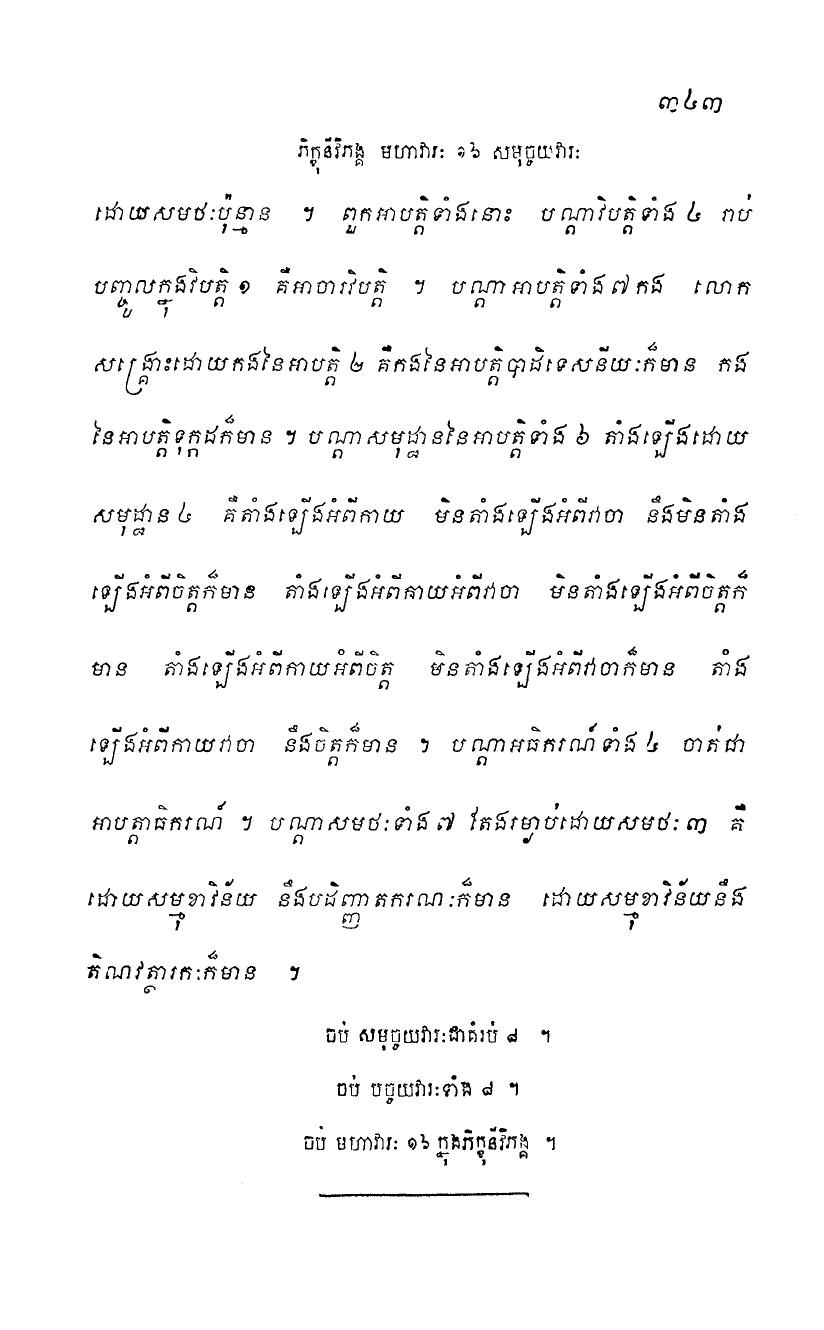 ៣៤៣
ភិក្ខុនីវិភង្គ មហាវារៈ ១៦ សមុច្ចយវារៈ
ដោយសមថៈប៉ុន្មាន ។ ពួកអាបត្តិទាំងនោះ បណ្តាវិបត្តិទាំង ៤ រាប់
បញ្ចូលក្នុងវិបត្តិ ១ គឺអាចារវិបត្តិ ។ បណ្តាអាបត្តិទាំង៧កង លោក
សង្គ្រោះដោយកងនៃអាបត្តិ ២ គឺកងនៃអាបត្តិបាដិទេសនីយៈក៏មាន កង
នៃអាបត្តិទុក្កដក៏មាន ។ បណ្តាសមុដ្ឋាននៃអាបត្តិទាំង ៦ តាំងឡើងដោយ
សមុដ្ឋាន ៤ គឺតាំងឡើងអំពីកាយ មិនតាំងឡើងអំពីវាចា នឹងមិនតាំង
ឡើងអំពីចិត្តក៏មាន តាំងឡើងអំពីកាយអំពីវាចា មិនតាំងឡើងអំពីចិត្តក៏
មាន តាំងឡើងអំពីកាយអំពីចិត្ត មិនតាំងឡើងអំពីវាចាក៏មាន តាំង
ឡើងអំពីកាយវាចា នឹងចិត្តក៏មាន ។ បណ្តាអធិករណ៍ទាំង ៤ ចាត់ជា
អាបត្តាធិករណ៍ ។ បណ្តាសមថៈទាំង ៧ តែងរម្ងាប់ដោយសមថៈ ៣ គឺ
ដោយសម្មុខាវិន័យ នឹងបដិញ្ញាតករណៈក៏មាន ដោយសម្មុខាវិន័យនឹង
តិណវត្ថារកៈក៏មាន ។
ចប់ សមុច្ចយវារៈជាគំរប់ ៨ ។
ចប់ បច្ចយវារៈទាំង ៨ ។
ចប់ មហាវារៈ ១៦ ក្នុងភិក្ខុនីវិភង្គ ។